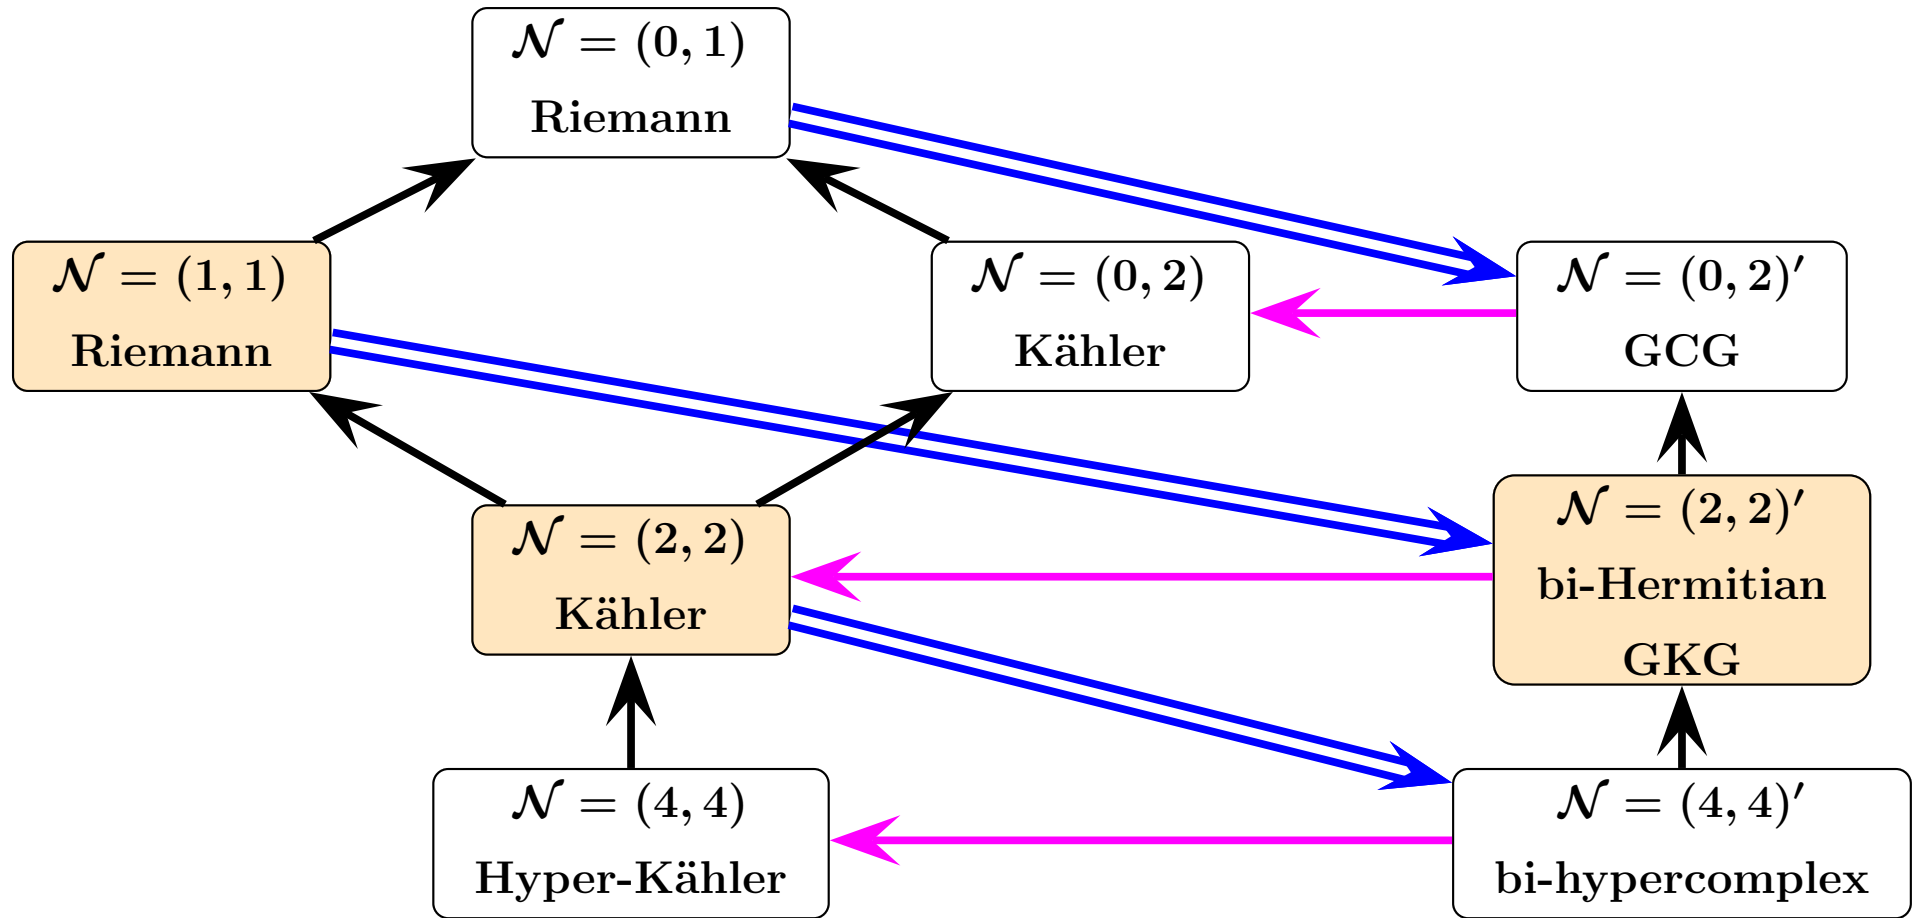 𝒩 = (0, 1)
Riemann
𝒩 = (1, 1)
Riemann
𝒩 = (0, 2)
Kähler
𝒩 = (0, 2)′
GCG
𝒩 = (2, 2)
Kähler
𝒩 = (2, 2)′
bi-Hermitian
GKG
𝒩 = (4, 4)
Hyper-Kähler
𝒩 = (4, 4)′
bi-hypercomplex